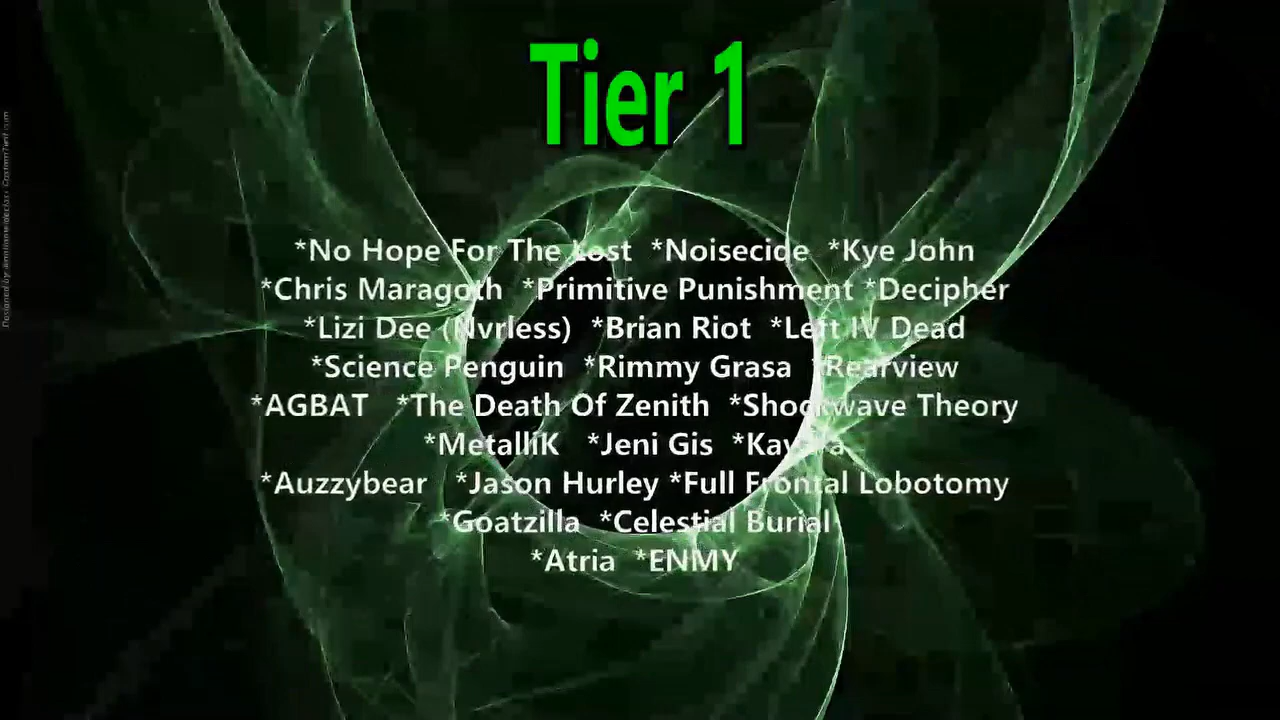 Tier 1
*No Hope For The Lost *Noisecide *Kye John
*Chris Maragoth *Primitive Punishment *Decipher
*Lizi Dee (Nvrless) *Brian Riot *Left IV Dead
*Science Penguin *Rimmy Grasa *Rearview
*AGBAT *The Death Of Zenith *Shockwave Theory
*MetalliK *Jeni Gis
*Auzzybear *Jason Hurley *Full Frontal Lobotomy
*Goatzilla *Celestial Burial
*Atria *ENMY